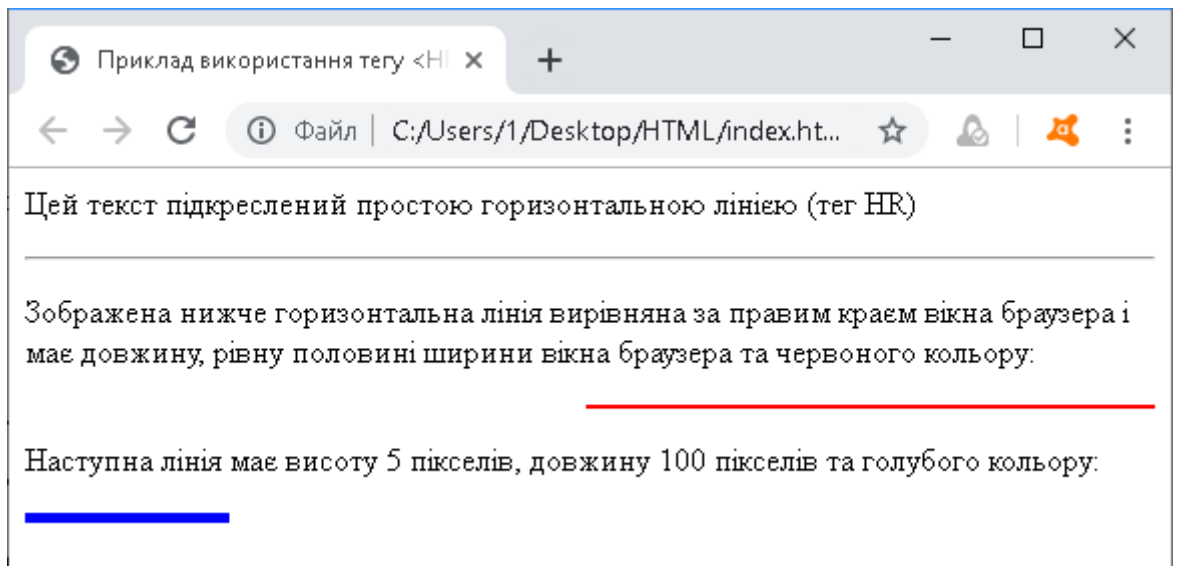 Приклад використання тегу <H
Файл | C:/Users/1/Desktop/HTML/index.ht...
Цей текст підкреслений простою горизонтальною лінією (тег HR)
Зображена нижче горизонтальна лінія вирівняна за правим краєм вікна браузера і
має довжину, рівну половині ширини вікна браузера та червоного кольору:
Наступна лінія має висоту 5 пікселів, довжину 100 пікселів та голубого кольору: